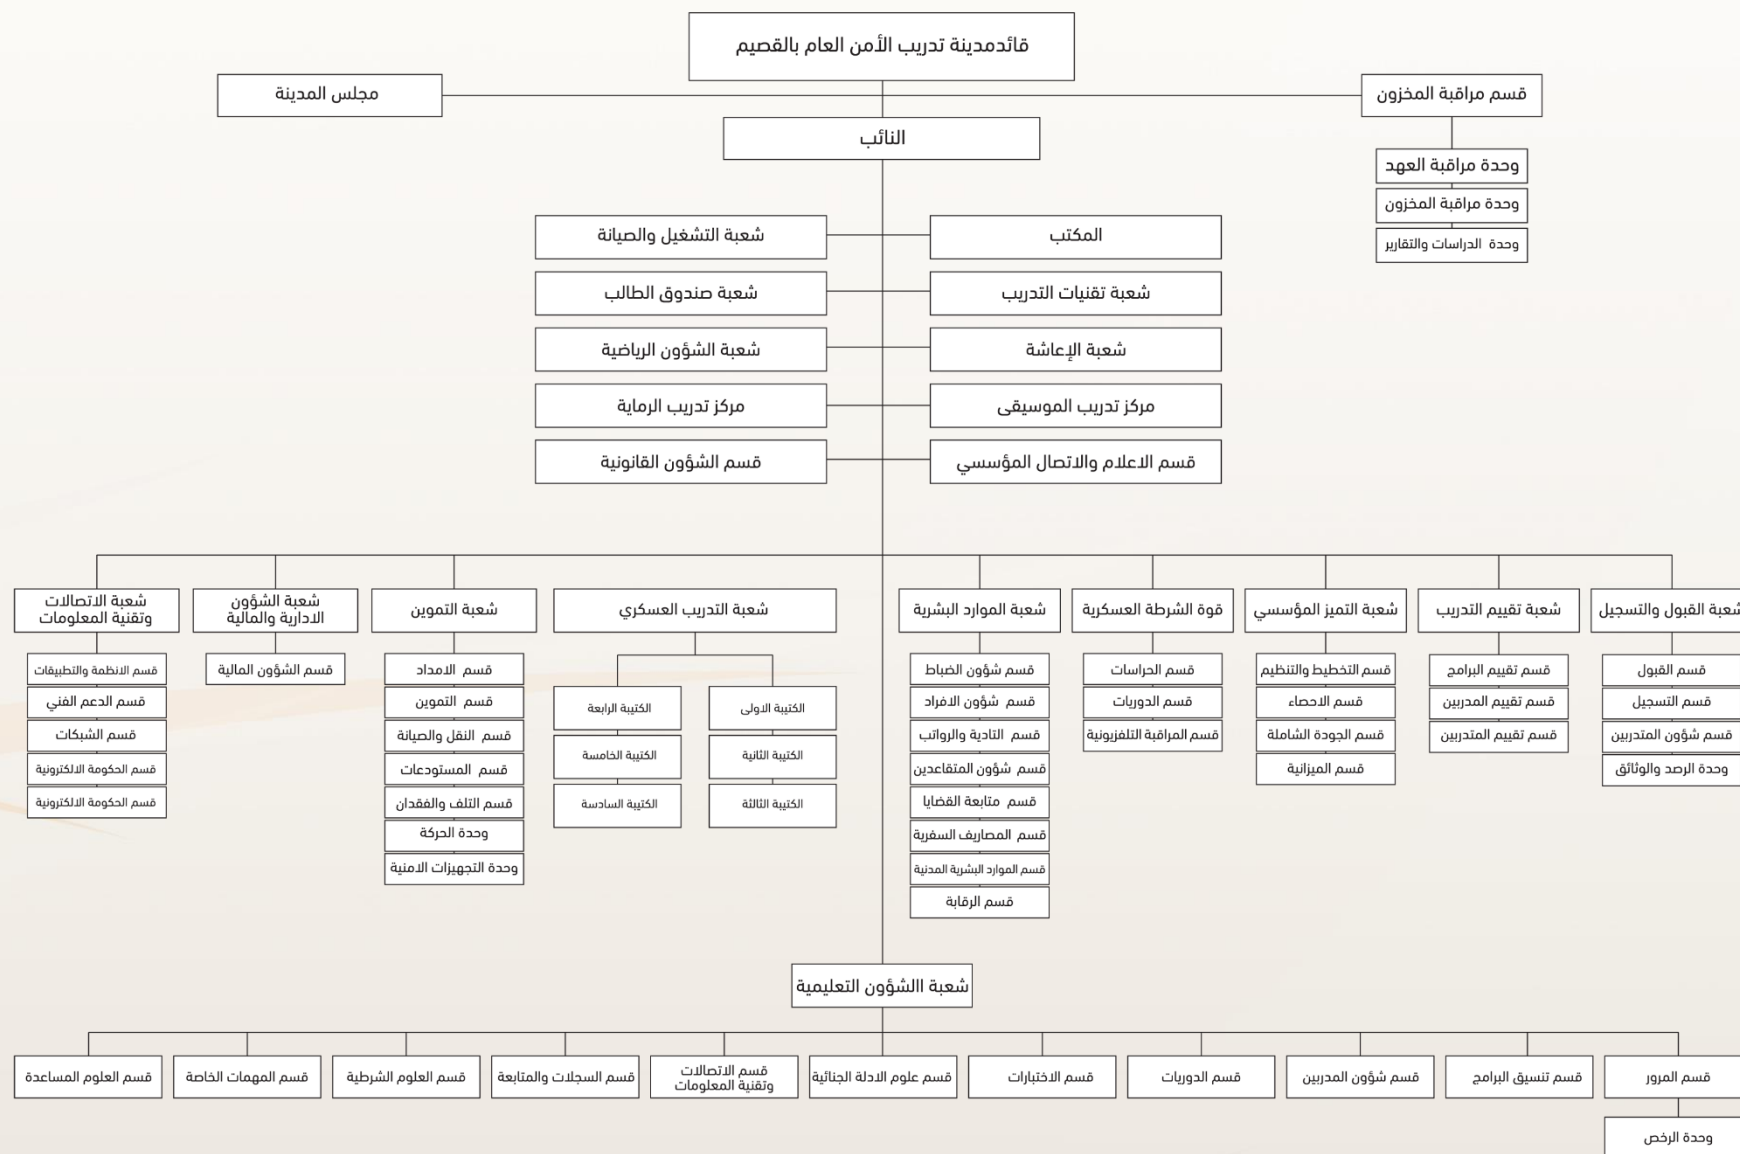 قائدمدينة تدريب الأمن العام بالقصيم
قسم مراقبة المخزون
مجلس المدينة
النائب
وحدة مراقبة العهد
وحدة مراقبة المخزون
وحدة الدراسات والتقارير
المكتب
شعبة التشغيل والصيانة
شعبة تقنيات التدريب
شعبة صندوق الطالب
شعبة الإعاشة
شعبة الشؤون الرياضية
مركز تدريب الموسيقى
مركز تدريب الرماية
قسم الاعلام والاتصال المؤسسي
قسم الشؤون القانونية
شعبة القبول والتسجيل
قسم القبول
قسم التسجيل
قسم شؤون المتدربين
وحدة الرصد والوثائق
شعبة تقييم التدريب
قسم تقييم البرامج
قسم تقييم المدربين
قسم تقييم المتدربين
شعبة التميز المؤسسي
قسم التخطيط والتنظيم
قسم الاحصاء
قسم الجودة الشاملة
قسم الميزانية
قوة الشرطة العسكرية
قسم الحراسات
قسم الدوريات
قسم المراقبة التلفزيونية
شعبة الموارد البشرية
قسم شؤون الضباط
قسم شؤون الافراد
قسم التادية والرواتب
قسم شؤون المتقاعدين
قسم متابعة القضايا
قسم المصاريف السفرية
قسم الموارد البشرية المدنية
قسم الرقابة
شعبة التدريب العسكري
الكتيبة الاولى
الكتيبة الثانية
الكتيبة الثالثة
الكتيبة الرابعة
الكتيبة الخامسة
الكتيبة السادسة
شعبة التموين
قسم الامداد
قسم التموين
قسم النقل والصيانة
قسم المستودعات
قسم التلف والفقدان
وحدة الحركة
وحدة التجهيزات الامنية
شعبة الشؤون
الادارية والمالية
قسم الشؤون المالية
شعبة الاتصالات
وتقنية المعلومات
قسم الانظمة والتطبيقات
قسم الدعم الفني
قسم الشبكات
قسم الحكومة الالكترونية
قسم الحكومة الالكترونية
شعبة االشؤون التعليمية
قسم المرور
وحدة الرخص
قسم تنسيق البرامج
قسم شؤون المدربين
قسم الدوريات
قسم الاختبارات
قسم علوم الادلة الجنائية
قسم الاتصالات
وتقنية المعلومات
قسم السجلات والمتابعة
قسم العلوم الشرطية
قسم المهمات الخاصة
قسم العلوم المساعدة